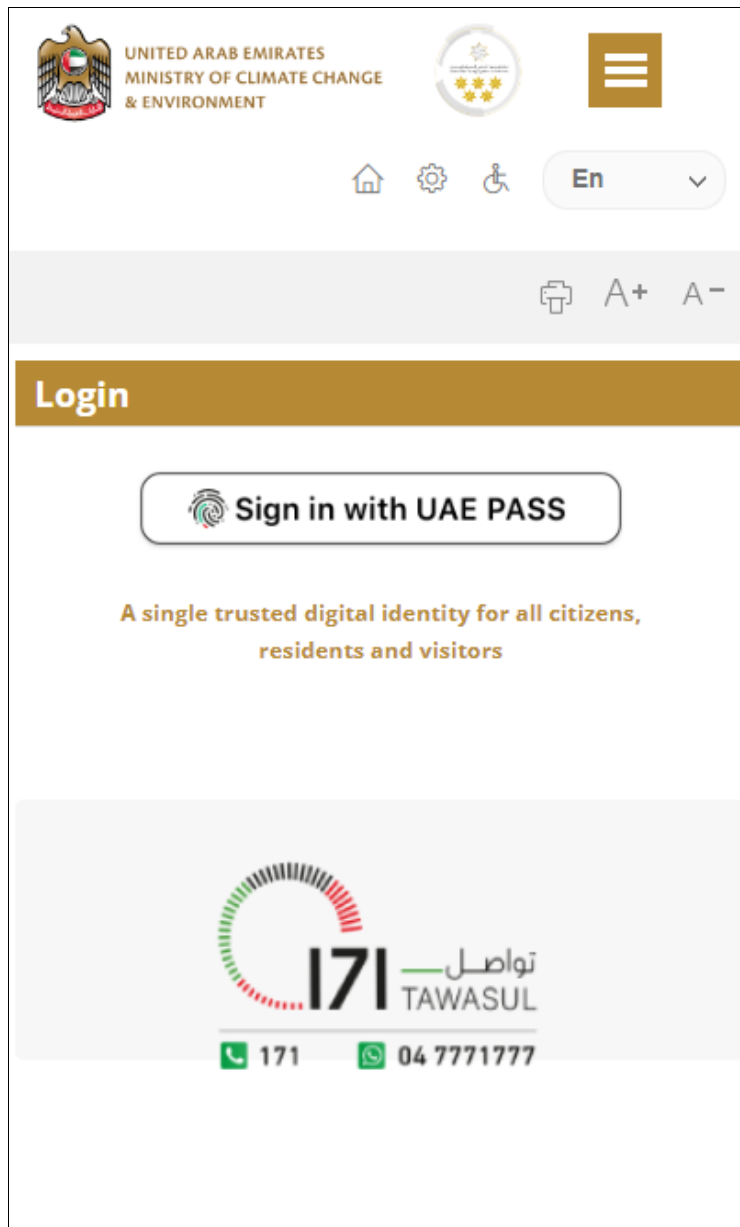 UNITED ARAB EMIRATES
MINISTRY OF CLIMATE CHANGE
& ENVIRONMENT
En
A+ A-
Login
Sign in with UAE PASS
A single trusted digital identity for all citizens,
residents and visitors
171 تواصل
TAWASUL
171 04 7771777